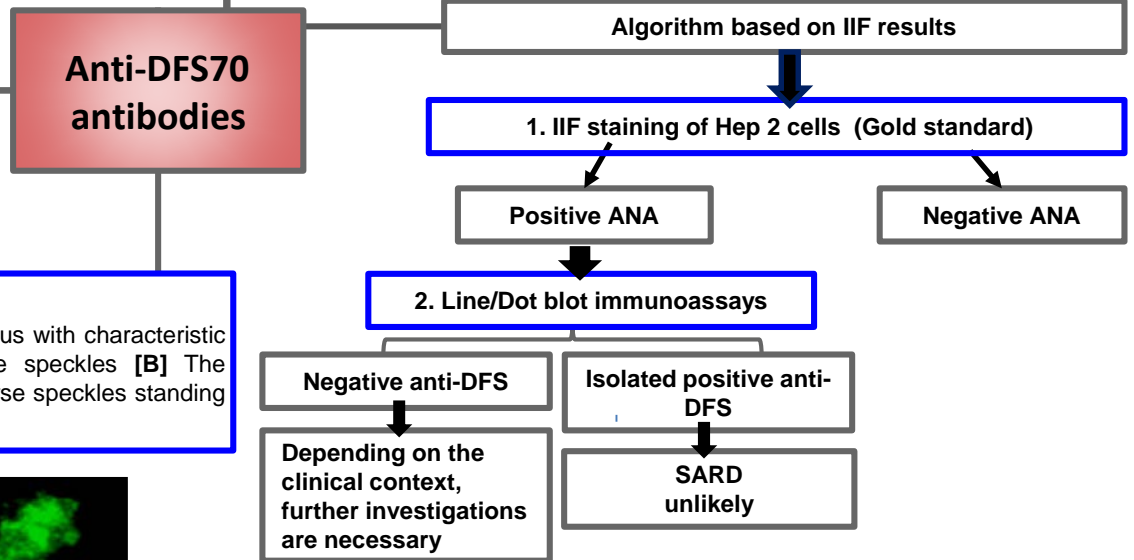 Anti-DFS70
antibodies
Algorithm based on IIF results
1. IIF staining of Hep 2 cells (Gold standard)
Positive ANA
Negative ANA
2. Line/Dot blot immunoassays
Negative anti-DFS
Isolated positive anti-
DFS
Depending on the
clinical context,
further investigations
are necessary
SARD
unlikely
with characteristic
speckles [B] The
speckles standing